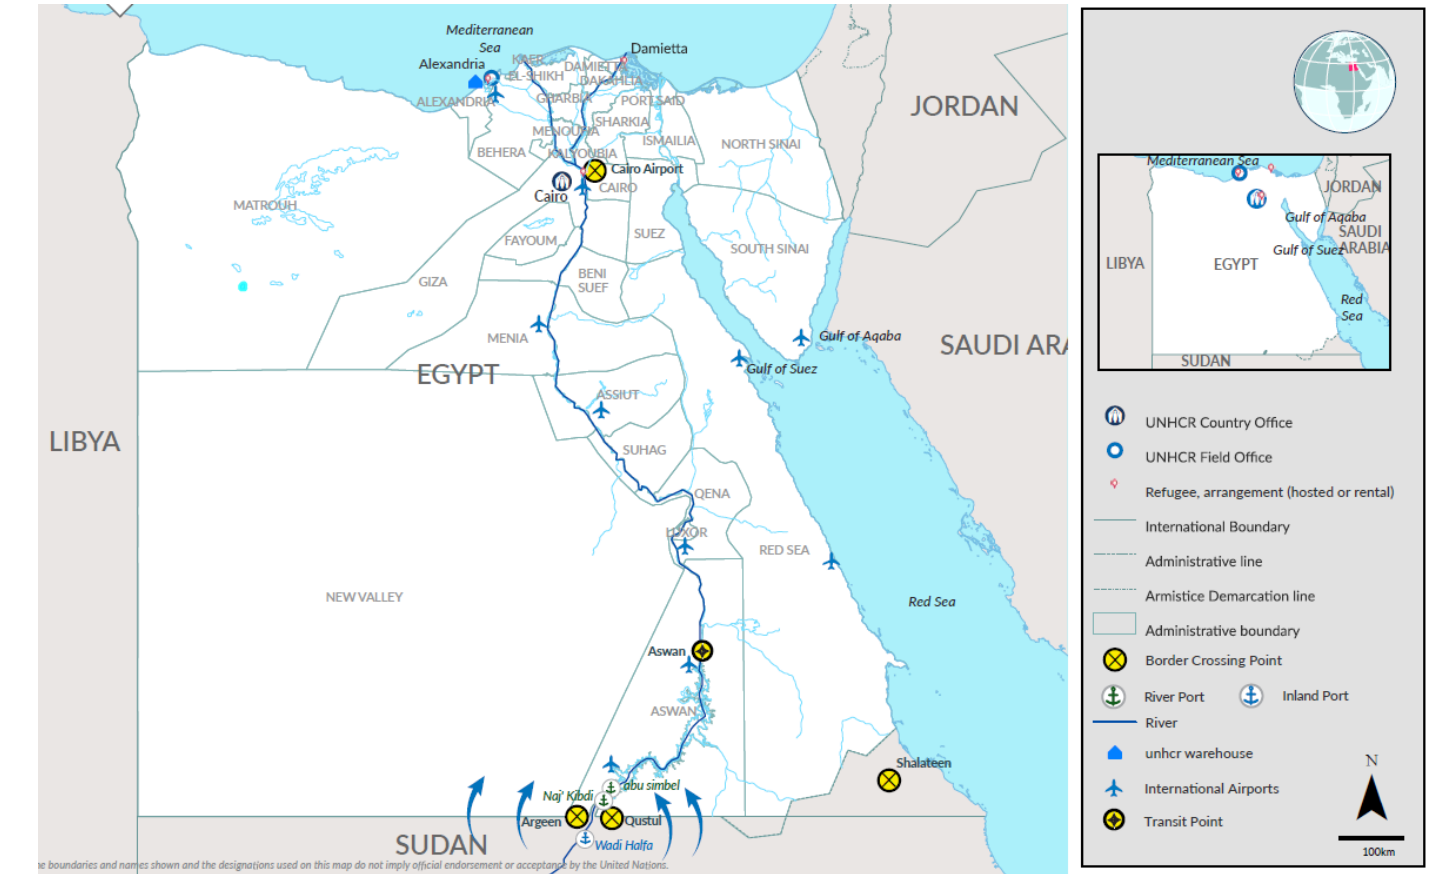 Mediterranean
Sea
Damietta
Alexandria
KAFR
EL-SHIKH
DAMIETTA
DAKAHLIA
ALEXANDRIA
GHARBIA
PORT SAID
SHARKIA
MENOUFIA
ISMAILIA
NORTH SINAI
BEHERA
KALYOUBIA
Cairo Airport
CAIRO
Cairo
MATROUH
JORDAN
FAYOUM
SUEZ
SOUTH SINAI
GIZA
BENI
SUEF
MENIA
Gulf of Aqaba
SAUDI ARA
Gulf of Suez
EGYPT
ASSIUT
LIBYA
SUHAG
QENA
LUXOR
RED SEA
NEW VALLEY
Red Sea
Aswan
ASWAN
Shalateen
abu simbel
Naj' Kibdi
Argeen
Qustul
SUDAN
Wadi Halfa
he boundaries and names shown and the designations used on this map do not imply official endorsement or acceptance by the United Nations.
Mediterranean Sea
JORDAN
Gulf of Aqaba
SAUDI
ARABIA
Gulf of Suez
LIBYA
EGYPT
Red
Sea
SUDAN
UNHCR Country Office
UNHCR Field Office
Refugee, arrangement (hosted or rental)
International Boundary
Administrative line
Armistice Demarcation line
Administrative boundary
Border Crossing Point
River Port
Inland Port
River
unhcr warehouse
N
International Airports
Transit Point
100km